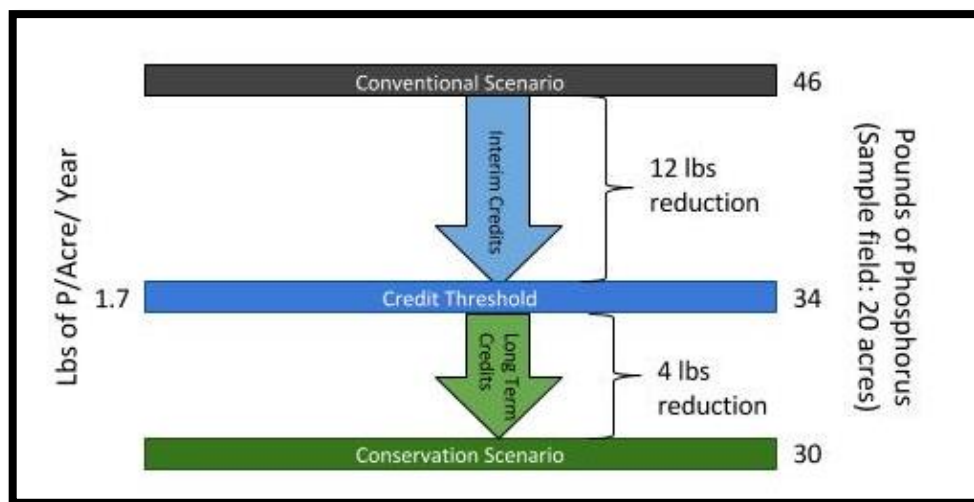 Conventional Scenario
46
Interim Credits
12 lbs
reduction
Lbs of P/Acre/ Year
1.7
Credit Threshold
34
Pounds of Phosphorus
(Sample field: 20 acres)
Long Term
Credits
4 lbs
reduction
Conservation Scenario
30